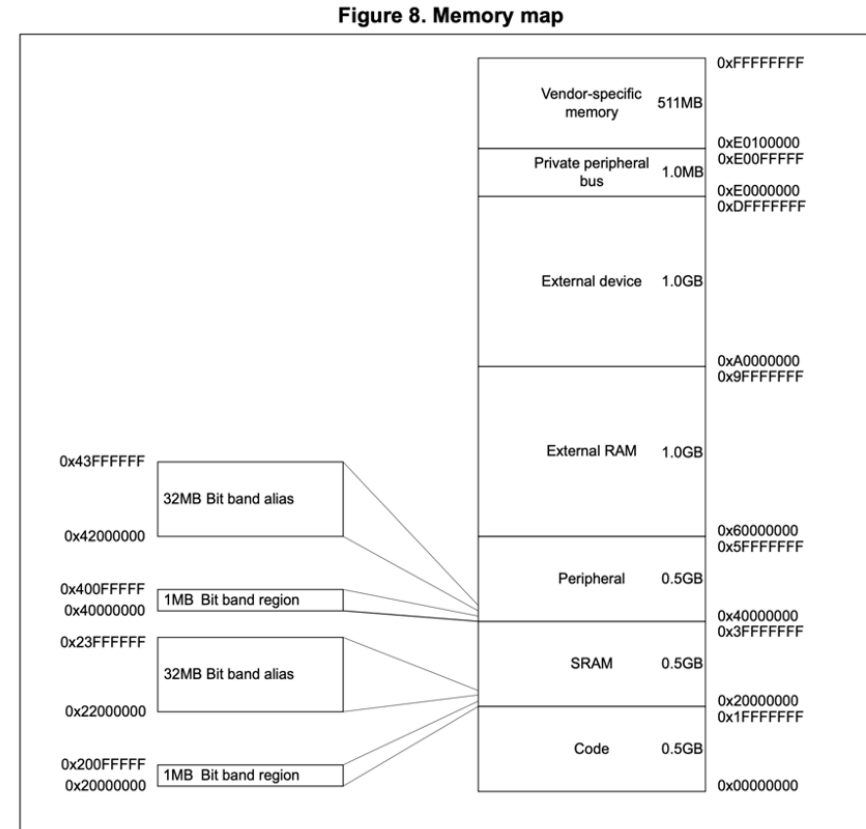 Figure 8. Memory map
0xFFFFFFFF
Vendor-specific
memory
511MB
0xE0100000
0xE00FFFFF
Private peripheral
bus
1.0MB
0xE0000000
0xDFFFFFFF
External device
1.0GB
0xA0000000
0x9FFFFFFF
External RAM
1.0GB
0x60000000
0x5FFFFFFF
Peripheral
0.5GB
0x40000000
0x3FFFFFFF
SRAM
0.5GB
0x20000000
0x1FFFFFFF
Code
0.5GB
0x00000000
0x43FFFFFF
32MB Bit band alias
0x42000000
0x400FFFFF
1MB Bit band region
0x40000000
0x23FFFFFF
32MB Bit band alias
0x22000000
0x200FFFFF
1MB Bit band region
0x20000000